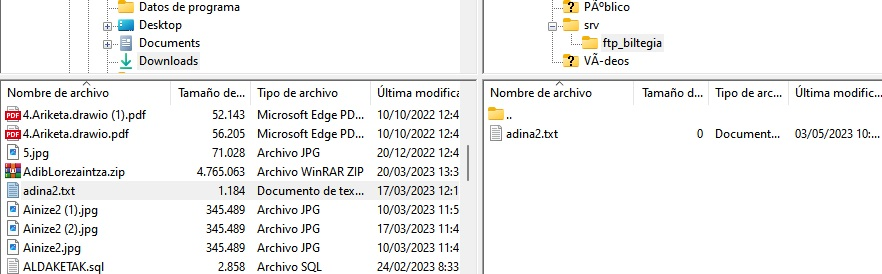 Datos de programa
Desktop
Documents
Downloads
Nombre de archivo Tamaño de... Tipo de archivo Última modifica
4.Ariketa.drawio (1).pdf 52.143 Microsoft Edge PD... 10/10/2022 12:4
4.Ariketa.drawio.pdf 56.205 Microsoft Edge PD... 10/10/2022 12:4
5.jpg 71.028 Archivo JPG 20/12/2022 12:4
AdibLorezaintza.zip 4.765.063 Archivo WinRAR ZIP 20/03/2023 13:3
adina2.txt 1.184 Documento de tex... 17/03/2023 12:1
Ainize2 (1).jpg 345.489 Archivo JPG 10/03/2023 11:5
Ainize2 (2).jpg 345.489 Archivo JPG 17/03/2023 11:4
Ainize2.jpg 345.489 Archivo JPG 10/03/2023 11:4
ALDAKETAK.sql 2.858 Archivo SQL 24/02/2023 8:33
PÃºblico
srv
ftp_biltegia
VÃ­deos
Nombre de archivo Tamaño d... Tipo de arc... Última modific...
..
adina2.txt 0 Document... 03/05/2023 10:...